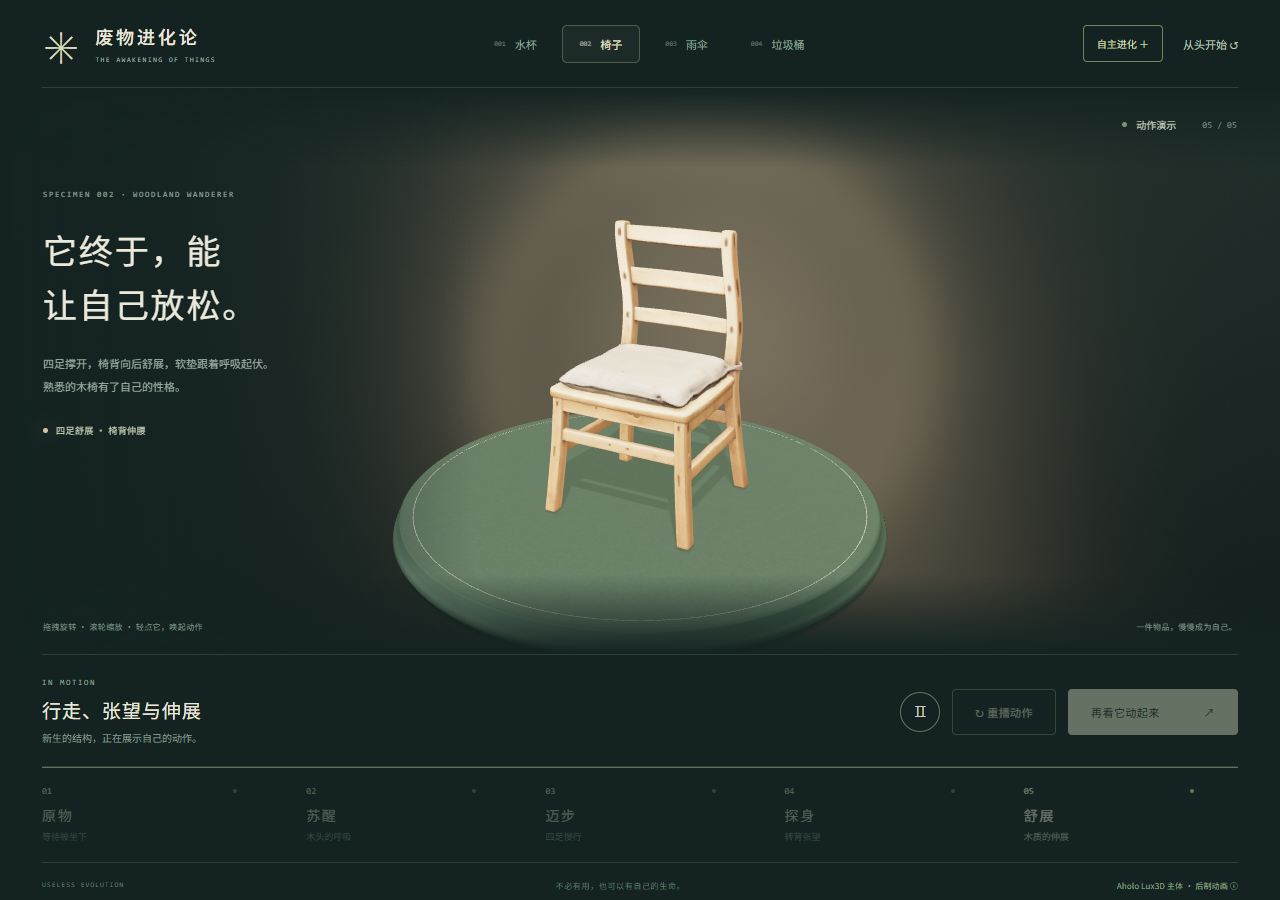 废物进化论
THE AWAKENING OF THINGS
001 水杯
002 椅子
003 雨伞
004 垃圾桶
自主进化 +
从头开始 ↺
动作演示
05 / 05
SPECIMEN 002 · WOODLAND WANDERER
它终于，能
让自己放松。
四足撑开，椅背向后舒展，软垫跟着呼吸起伏。
熟悉的木椅有了自己的性格。
四足舒展 · 椅背伸腰
拖拽旋转 · 滚轮缩放 · 轻点它，唤起动作
一件物品，慢慢成为自己。
IN MOTION
行走、张望与伸展
新生的结构，正在展示自己的动作。
↻ 重播动作
再看它动起来 ↗
01
原物
等待被坐下
02
苏醒
木头的呼吸
03
迈步
四足慢行
04
探身
转背张望
05
舒展
木质的伸展
USELESS EVOLUTION
不必有用，也可以有自己的生命。
Aholo Lux3D 主体 · 后制动画 ⓘ